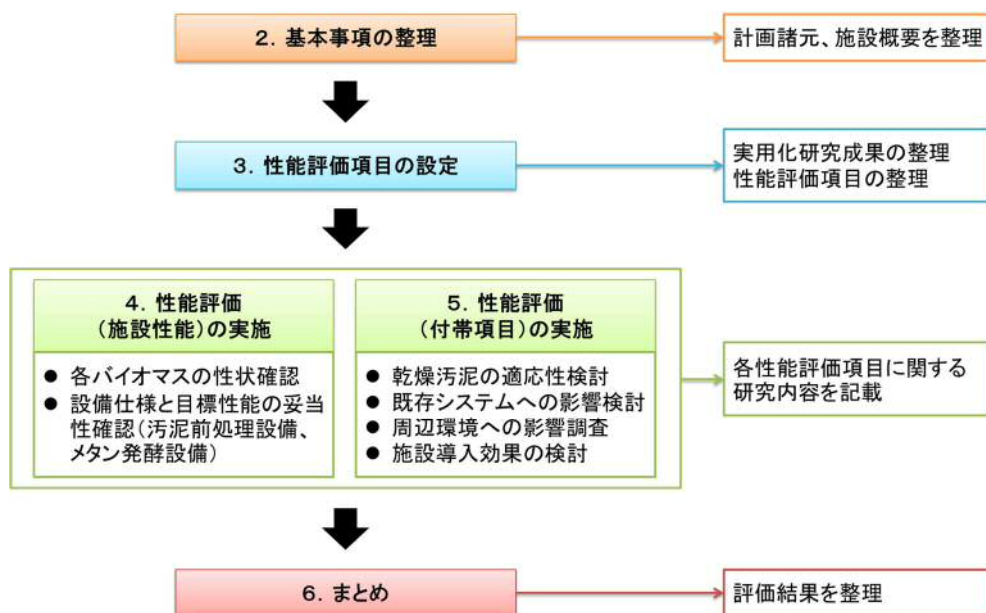 2．基本事項の整理
計画諸元、施設概要を整理
3．性能評価項目の設定
実用化研究成果の整理
性能評価項目の整理
4．性能評価
（施設性能）の実施
● 各バイオマスの性状確認
● 設備仕様と目標性能の妥当
性確認（汚泥前処理設備、
メタン発酵設備）
5．性能評価
（付帯項目）の実施
● 乾燥汚泥の適応性検討
● 既存システムへの影響検討
● 周辺環境への影響調査
● 施設導入効果の検討
各性能評価項目に関する
研究内容を記載
6．まとめ
評価結果を整理